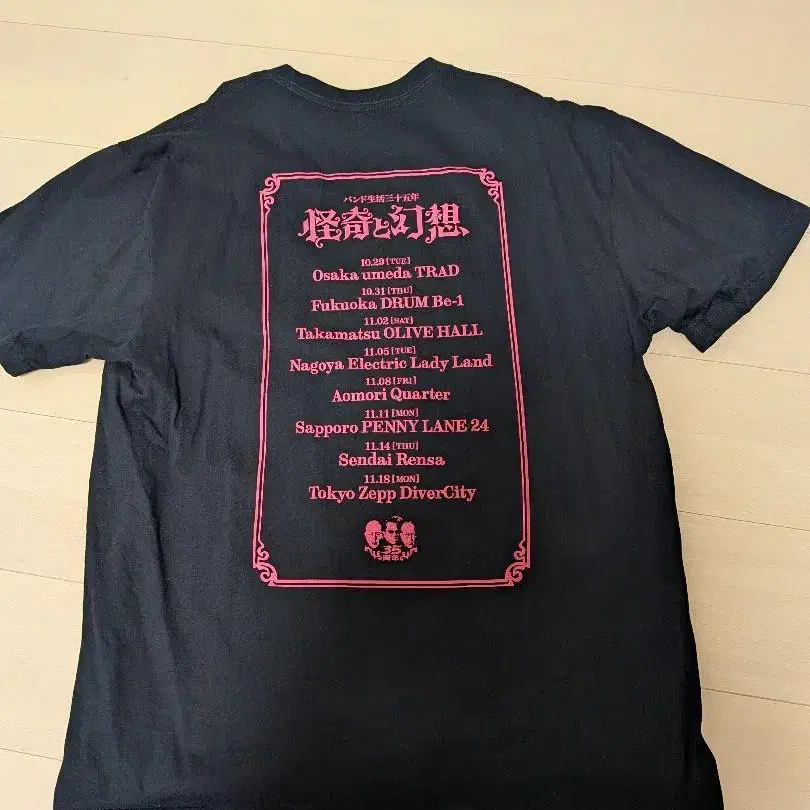 バンド生活三十五年
怪奇と幻想
10.29[TUE]
Osaka umeda TRAD
10.31[THU]
Fukuoka DRUM Be-1
11.02[SAT]
Takamatsu OLIVE HALL
11.05[TUE]
Nagoya Electric Lady Land
11.08[FRI]
Aomori Quarter
11.11[MON]
Sapporo PENNY LANE 24
11.14[THU]
Sendai Rensa
11.18[MON]
Tokyo Zepp DiverCity
35
周年